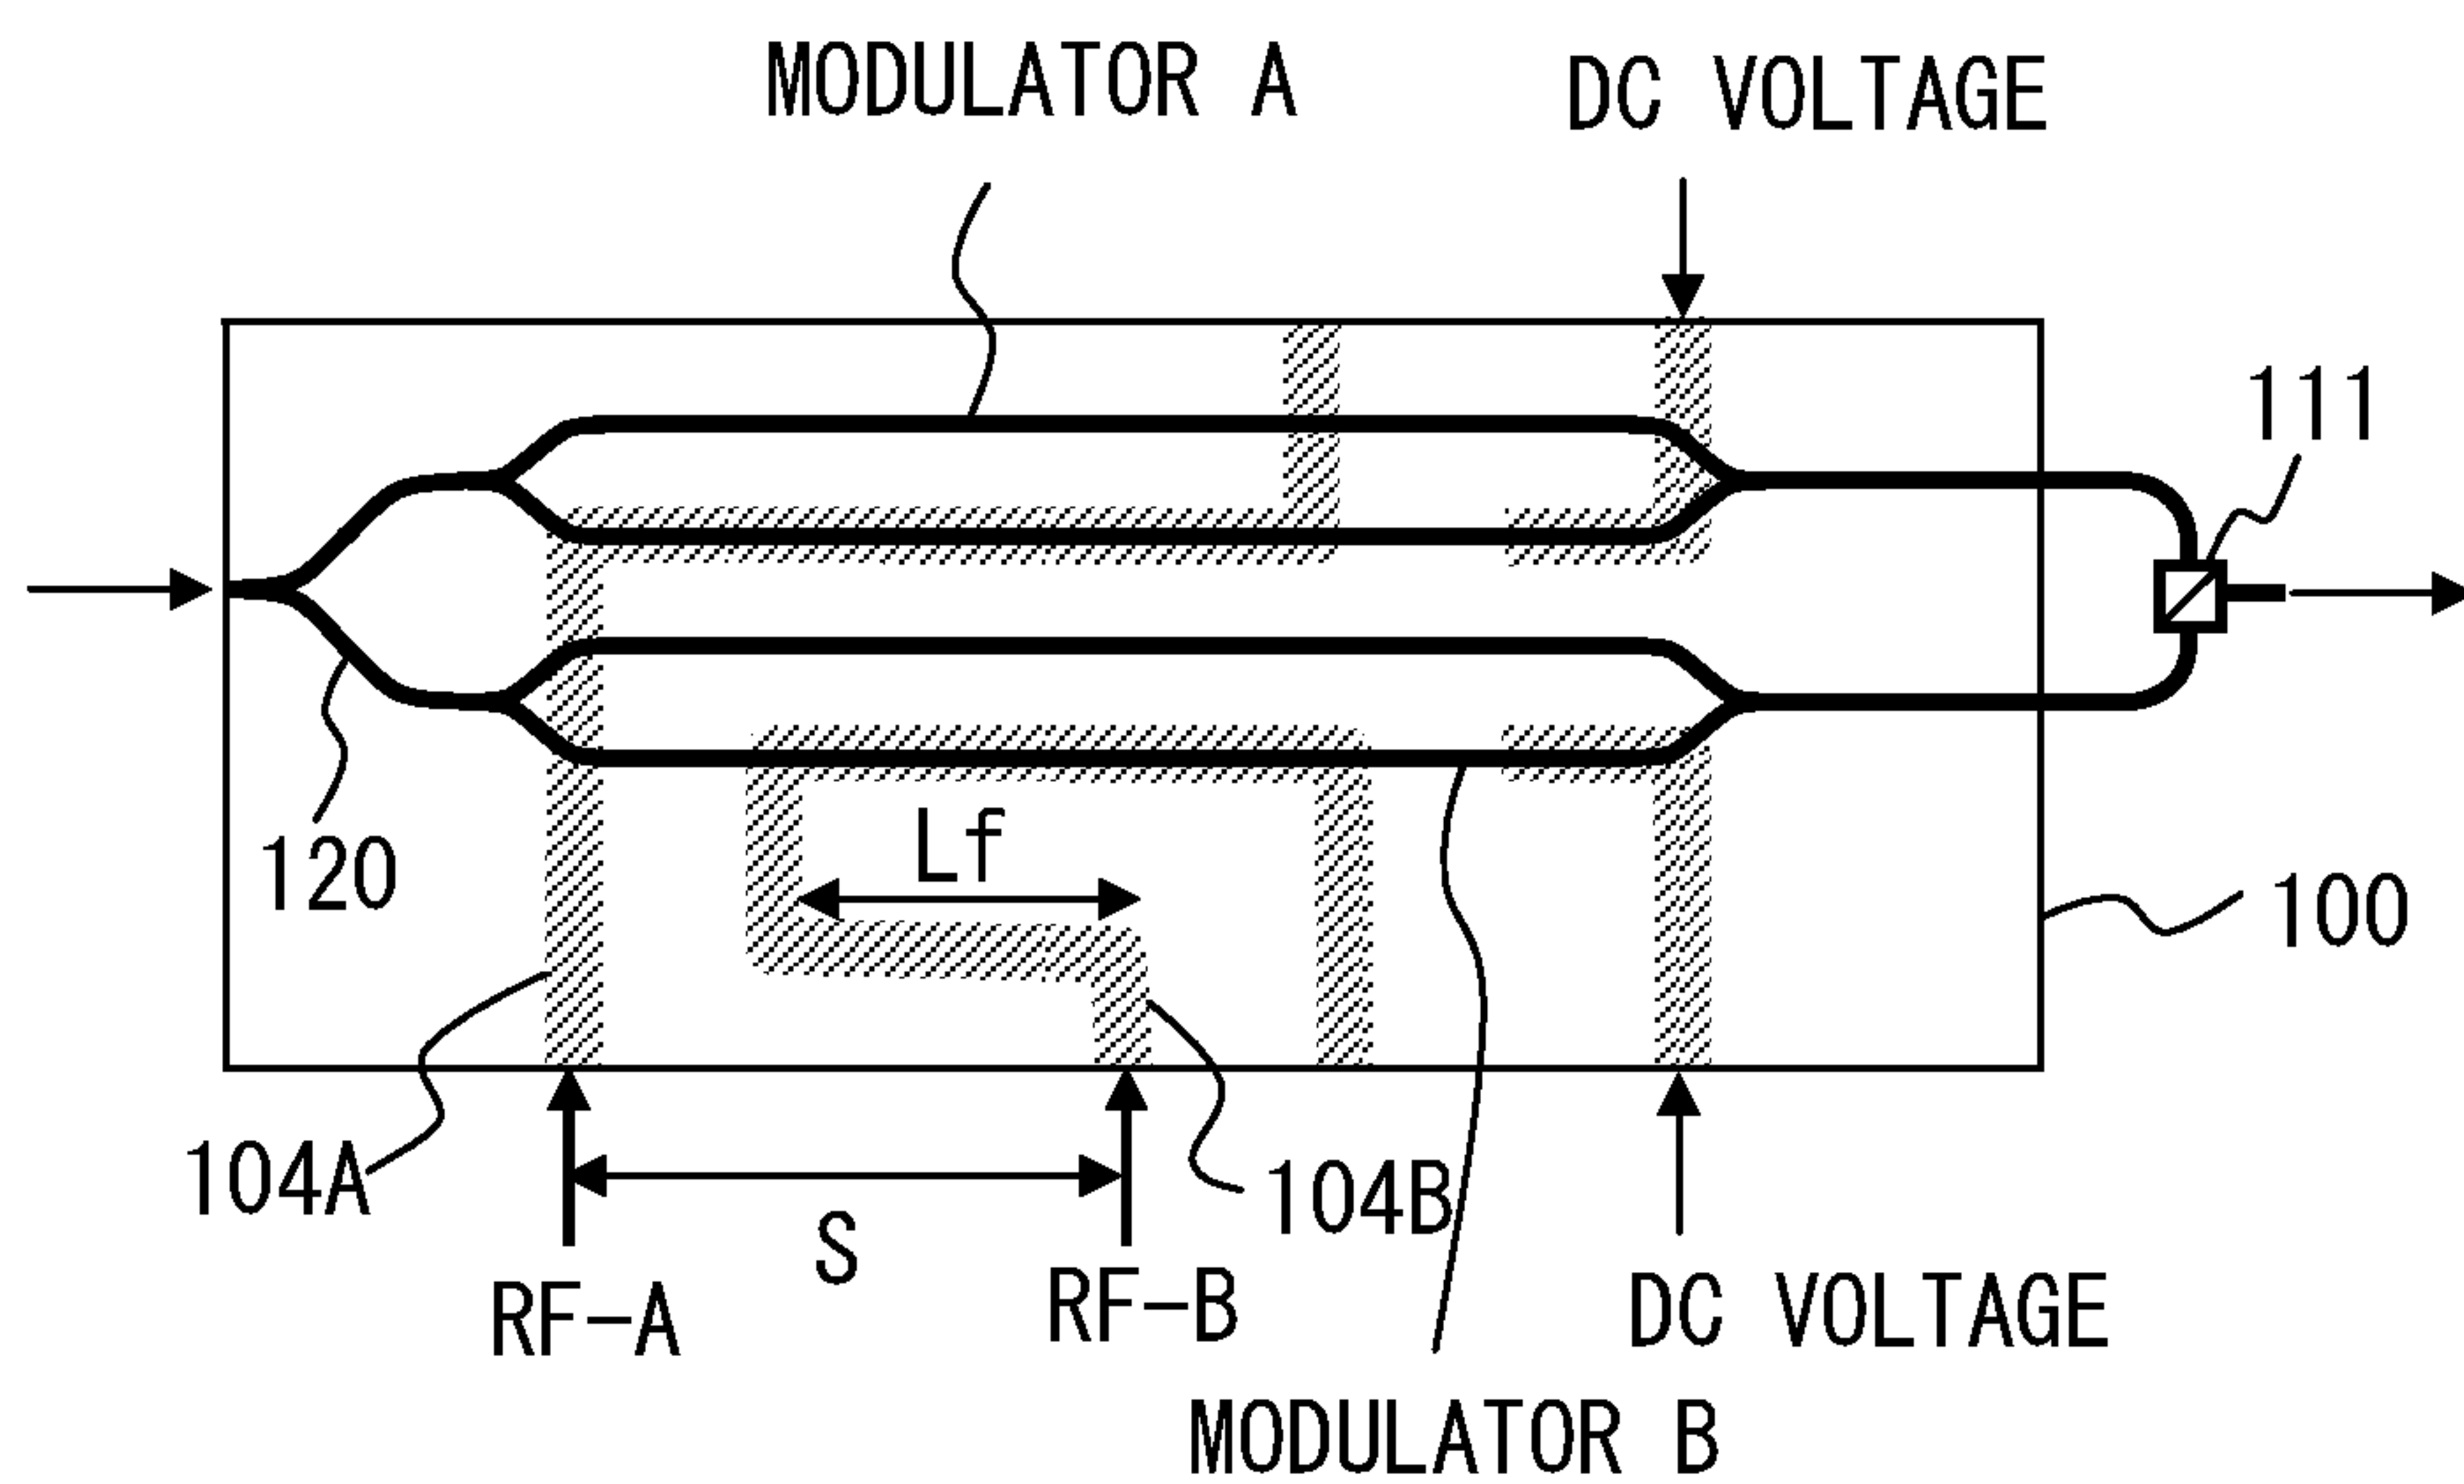 MODULATOR A
DC VOLTAGE
111
Lf
120
100
104A
104B
S
RF-A
RF-B
DC VOLTAGE
MODULATOR B